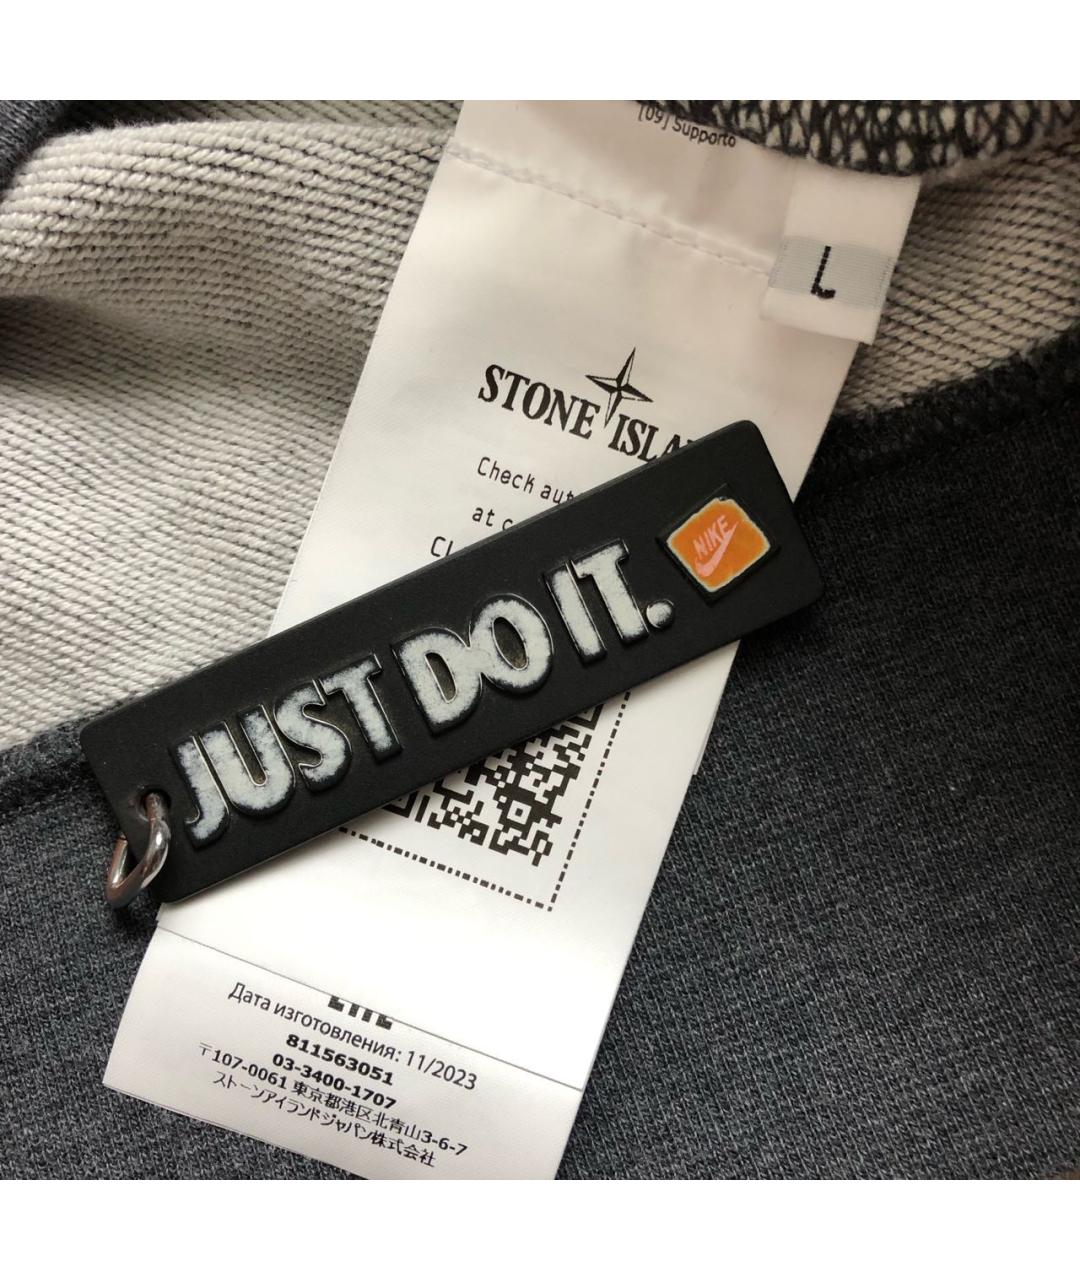 [09] Supporto
L
STONE ISLA
Check aut
at c
Cl
JUST DO IT.
NIKE
Дата изготовления: 11/2023
811563051
03-3400-1707
〒107-0061 東京都港区北青山3-6-7
ストーンアイランドジャパン株式会社